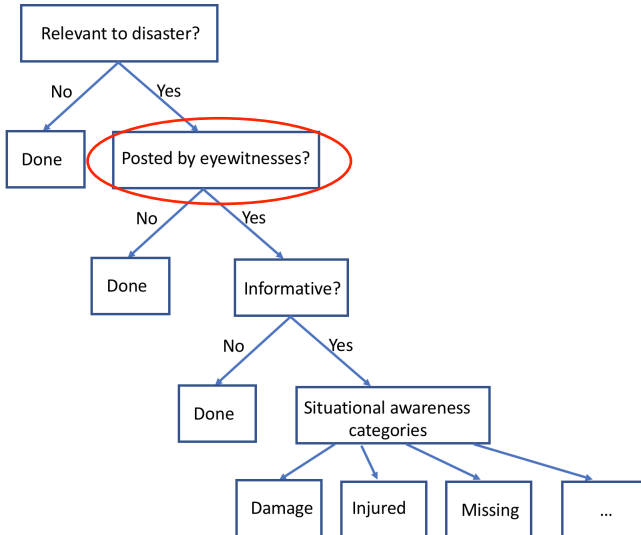 Relevant to disaster?
No
Yes
Done
Posted by eyewitnesses?
No
Yes
Done
Informative?
No
Yes
Done
Situational awareness
categories
Damage
Injured
Missing
...